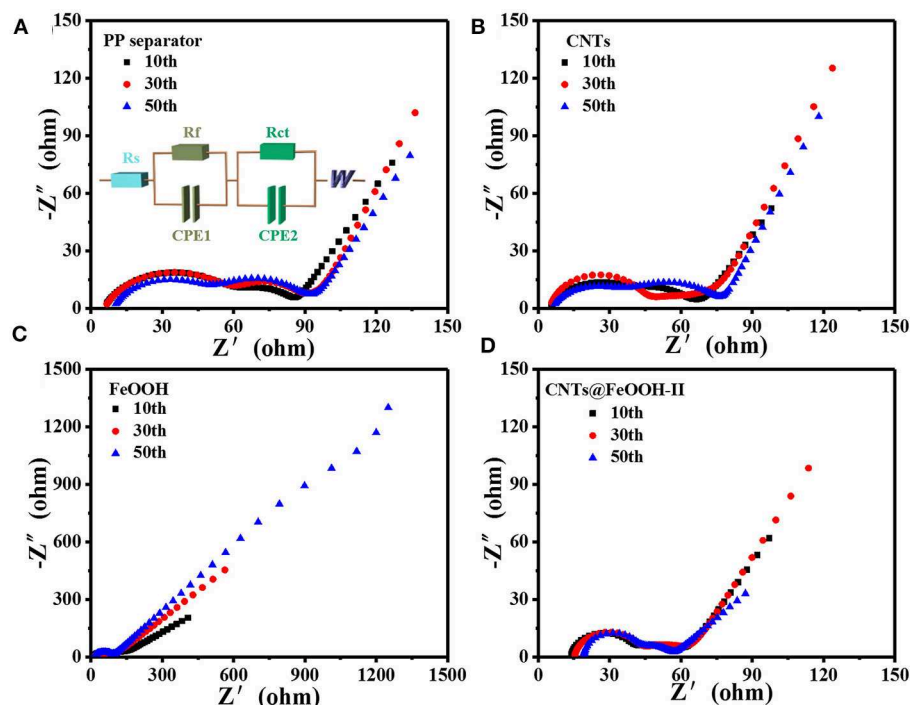 A
150
120
90
60
30
0
-Z″ (ohm)
PP separator
10th
30th
50th
Rs
Rf
CPE1
Rct
CPE2
W
0 30 60 90 120 150
Z′ (ohm)
B
150
120
90
60
30
0
-Z″ (ohm)
CNTs
10th
30th
50th
0 30 60 90 120 150
Z′ (ohm)
C
1500
1200
900
600
300
0
-Z″ (ohm)
FeOOH
10th
30th
50th
0 300 600 900 1200 1500
Z′ (ohm)
D
150
120
90
60
30
0
-Z″ (ohm)
CNTs@FeOOH-II
10th
30th
50th
0 30 60 90 120 150
Z′ (ohm)